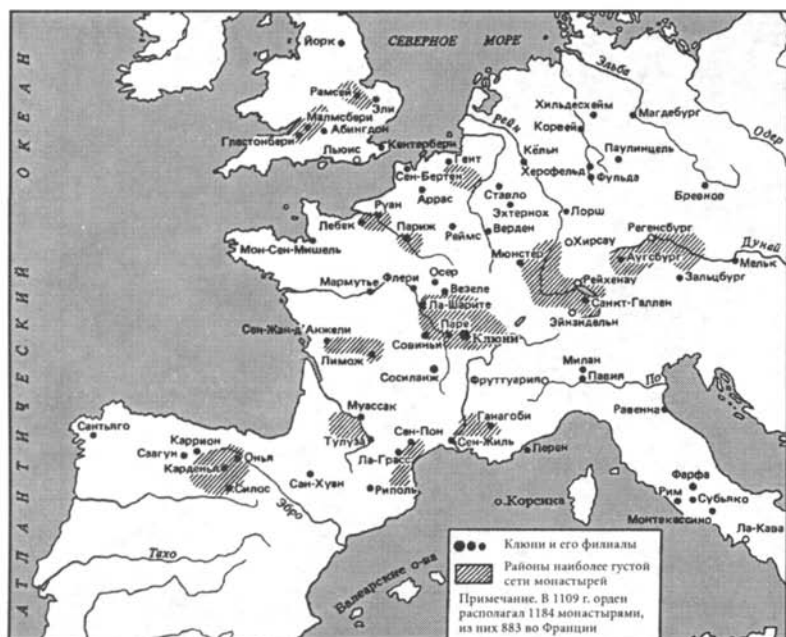 АТЛАНТИЧЕСКИЙ ОКЕАН
СЕВЕРНОЕ МОРЕ
Йорк
Эльба
Рамсей
Эли
Хильдесхейм
Магдебург
Малмсбери
Абингдон
Рейн
Корвей
Одер
Гластонбери
Льюис
Кентербери
Гент
Кёльн
Паулинцель
Херофельд
Фульда
Сен-Бертен
Аррас
Ставло
Бревнов
Эхтернох
Руан
Лорш
Лебек
Париж
Реймс
Верден
Регенсбург
Мон-Сен-Мишель
Хирсау
Дунай
Мюнстер
Аугсбург
Мельк
Мармутье
Флери
Осер
Рейхенау
Зальцбург
Везеле
Санкт-Галлен
Ла-Шарите
Эйнзидельн
Сен-Жан-д'Анжели
Паре
Клюни
Совиньи
Лимож
Милан
Сосиланж
Фруттуария
Павия
По
Муассак
Равенна
Сантьяго
Ганагоби
Каррион
Сен-Пон
Саагун
Онья
Тулуза
Сен-Жиль
Карденья
Ла-Грасс
Лерен
Силос
Сан-Хуан
Риполь
Фарфа
о.Корсика
Рим
Субьяко
Эбро
Монтекассино
Ла-Кава
Тахо
Балеарские о-ва
Клюни и его филиалы
Районы наиболее густой
сети монастырей
Примечание. В 1109 г. орден
располагал 1184 монастырями,
из них 883 во Франции